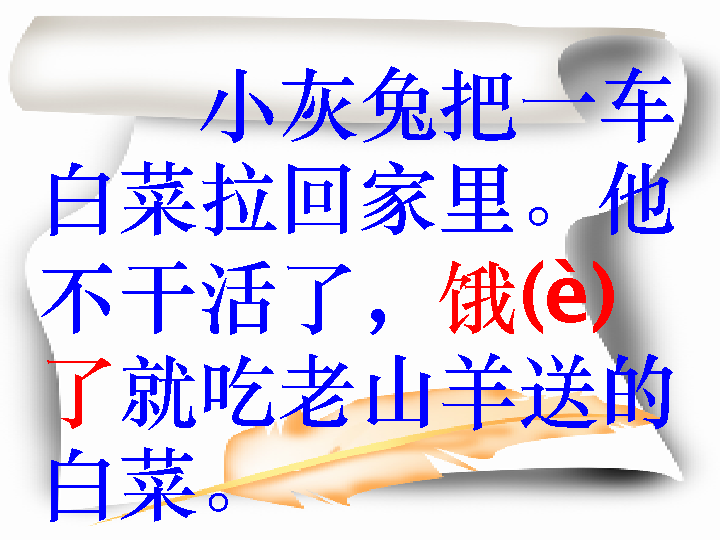 小灰兔把一车
白菜拉回家里。他
不干活了，饿(è)
了就吃老山羊送的
白菜。